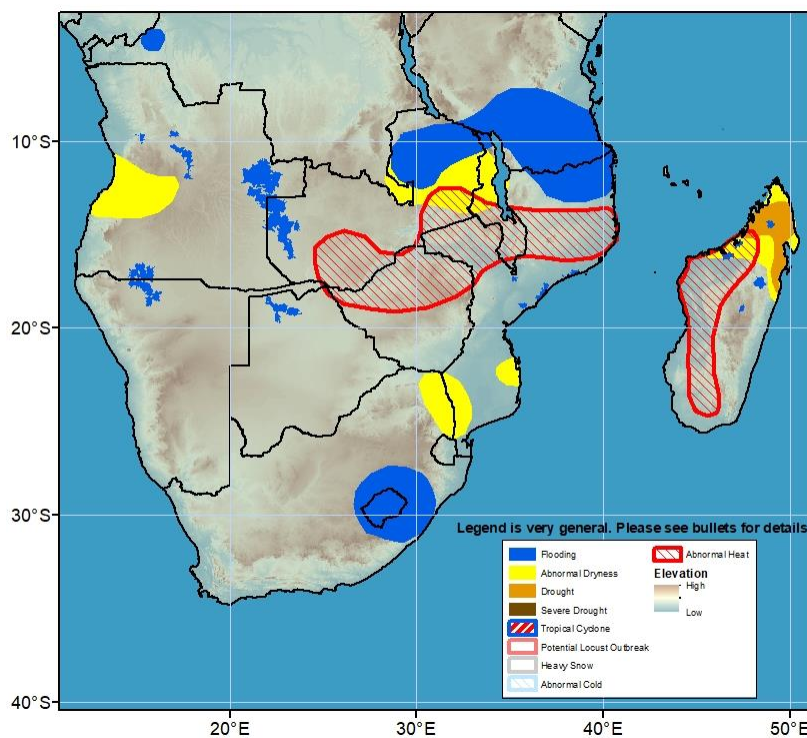 10°S
20°S
30°S
40°S
20°E
30°E
40°E
50°E
Legend is very general. Please see bullets for details
Flooding
Abnormal Dryness
Drought
Severe Drought
Tropical Cyclone
Potential Locust Outbreak
Heavy Snow
Abnormal Cold
Abnormal Heat
Elevation
High
Low